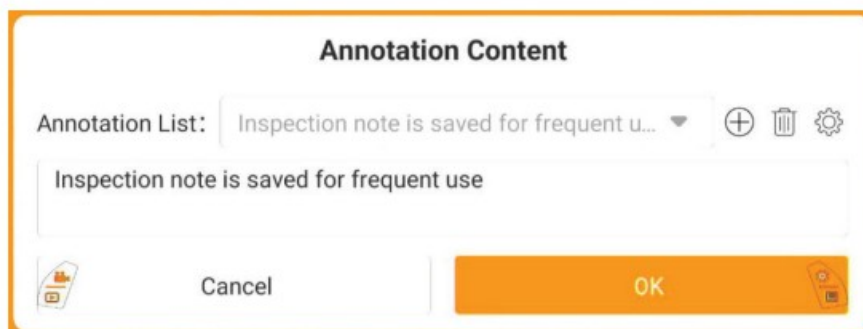 Annotation Content
Annotation List: Inspection note is saved for frequent u...
Inspection note is saved for frequent use
Cancel
OK